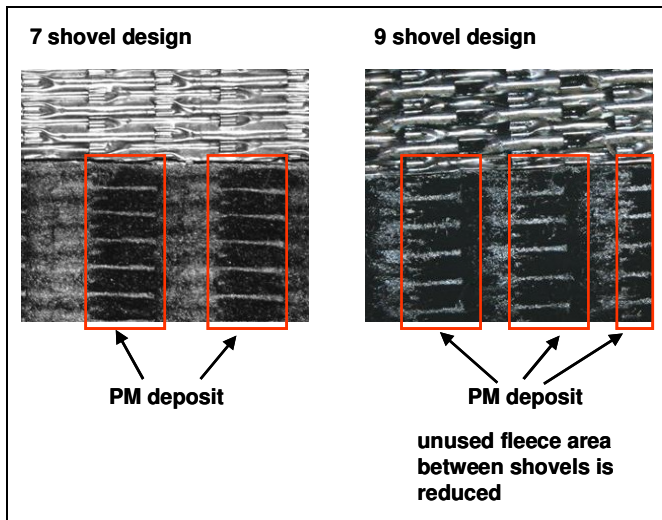 7 shovel design
9 shovel design
PM deposit
PM deposit
unused fleece area
between shovels is
reduced